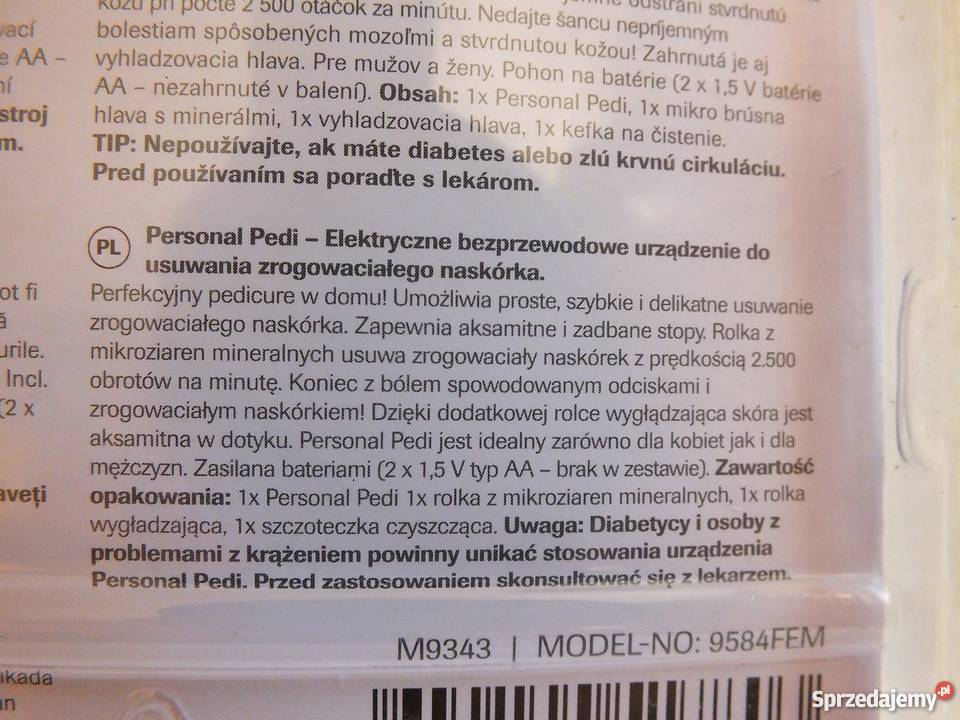 kožu pri počte 2 500 otáčok za minútu. Nedajte šancu nepríjemným
odstráni stvrdnutú
bolestiam spôsobených mozoľmi a stvrdnutou kožou! Zahrnutá je aj
vyhladzovacia hlava. Pre mužov a ženy. Pohon na batérie (2 x 1,5 V batérie
AA – nezahrnuté v balení). Obsah: 1x Personal Pedi, 1x mikro brúsna
hlava s minerálmi, 1x vyhladzovacia hlava, 1x kefka na čistenie.
TIP: Nepoužívajte, ak máte diabetes alebo zlú krvnú cirkuláciu.
Pred používaním sa poraďte s lekárom.
PL
Personal Pedi – Elektryczne bezprzewodowe urządzenie do
usuwania zrogowaciałego naskórka.
Perfekcyjny pedicure w domu! Umożliwia proste, szybkie i delikatne usuwanie
zrogowaciałego naskórka. Zapewnia aksamitne i zadbane stopy. Rolka z
mikroziaren mineralnych usuwa zrogowaciały naskórek z prędkością 2.500
obrotów na minutę. Koniec z bólem spowodowanym odciskami i
zrogowaciałym naskórkiem! Dzięki dodatkowej rolce wygłądzająca skóra jest
aksamitna w dotyku. Personal Pedi jest idealny zarówno dla kobiet jak i dla
mężczyzn. Zasilana bateriami (2 x 1,5 V typ AA – brak w zestawie). Zawartość
opakowania: 1x Personal Pedi 1x rolka z mikroziaren mineralnych, 1x rolka
wygładzająca, 1x szczoteczka czyszcząca. Uwaga: Diabetycy i osoby z
problemami z krążeniem powinny unikać stosowania urządzenia
Personal Pedi. Przed zastosowaniem skonsultować się z lekarzem.
M9343 | MODEL-NO: 9584FEM
AA –
ot fi
Incl.
(2 x
Sprzedajemy.pl